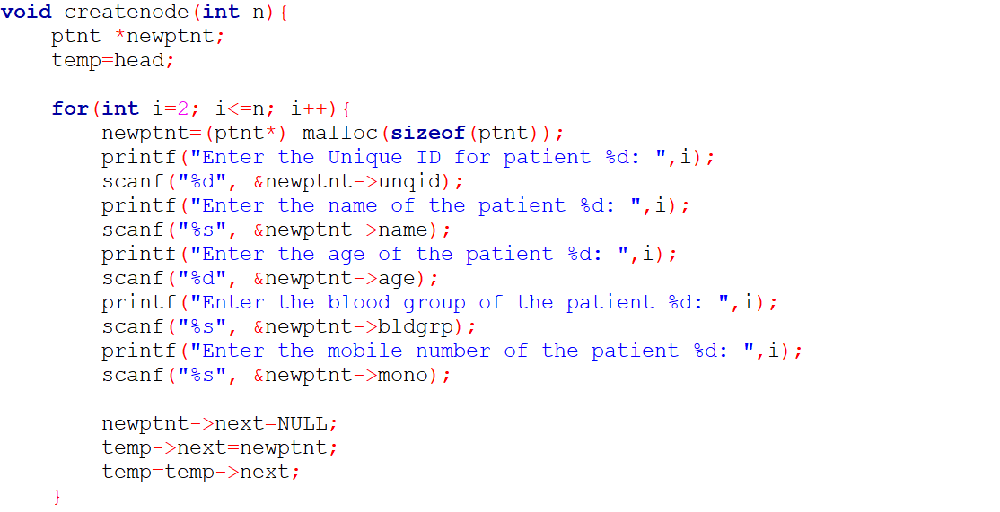 void createnode(int n){
    ptnt *newptnt;
    temp=head;

    for(int i=2; i<=n; i++){
        newptnt=(ptnt*) malloc(sizeof(ptnt));
        printf("Enter the Unique ID for patient %d: ",i);
        scanf("%d", &newptnt->unqid);
        printf("Enter the name of the patient %d: ",i);
        scanf("%s", &newptnt->name);
        printf("Enter the age of the patient %d: ",i);
        scanf("%d", &newptnt->age);
        printf("Enter the blood group of the patient %d: ",i);
        scanf("%s", &newptnt->bldgrp);
        printf("Enter the mobile number of the patient %d: ",i);
        scanf("%s", &newptnt->mono);

        newptnt->next=NULL;
        temp->next=newptnt;
        temp=temp->next;
    }